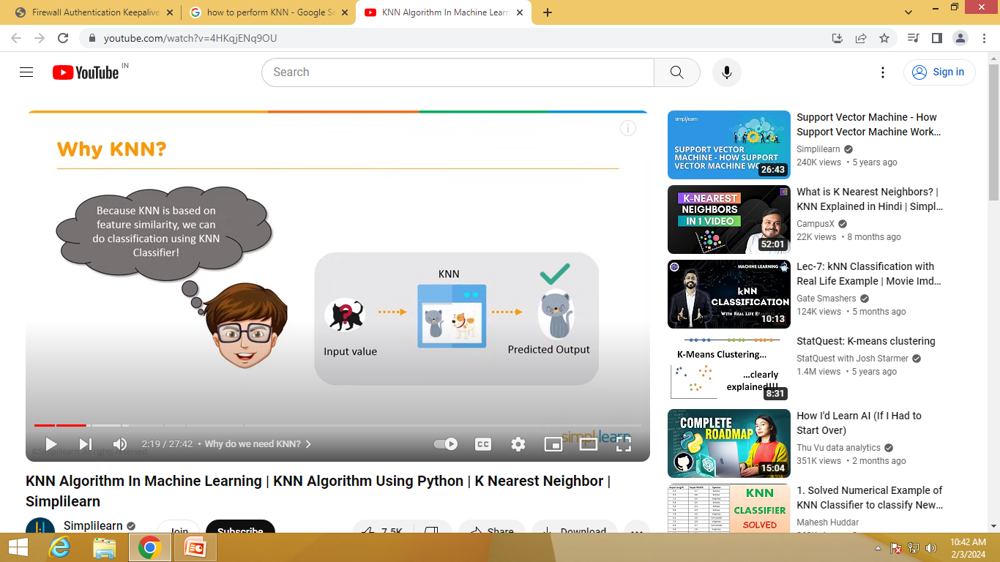 Firewall Authentication Keepalive
how to perform KNN - Google Se
KNN Algorithm In Machine Learn
youtube.com/watch?v=4HKqjENq9OU
YouTube IN
Search
Sign in
Why KNN?
Because KNN is based on
feature similarity, we can
do classification using KNN
Classifier!
KNN
Input value
Predicted Output
simplilearn
2:19 / 27:42 • Why do we need KNN?
CC
©Simplilearn. All rights reserved.
KNN Algorithm In Machine Learning | KNN Algorithm Using Python | K Nearest Neighbor |
Simplilearn
Simplilearn
Join
Subscribe
7.5K
Share
Download
simplilearn
SUPPORT VECTOR
MACHINE - HOW SUPPORT
VECTOR MACHINE WO
26:43
Support Vector Machine - How
Support Vector Machine Work...
Simplilearn
240K views • 5 years ago
K-NEAREST
NEIGHBORS
IN 1 VIDEO
52:01
What is K Nearest Neighbors? |
KNN Explained in Hindi | Simpl...
CampusX
22K views • 8 months ago
MACHINE LEARNING
kNN
CLASSIFICATION
WITH REAL LIFE
10:13
Lec-7: kNN Classification with
Real Life Example | Movie Imd...
Gate Smashers
124K views • 5 months ago
K-Means Clustering...
...clearly
explained!!!
8:31
StatQuest: K-means clustering
StatQuest with Josh Starmer
1.4M views • 5 years ago
COMPLETE
ROADMAP
15:04
How I'd Learn AI (If I Had to
Start Over)
Thu Vu data analytics
351K views • 2 months ago
Sepal Length Sepal Width Species
KNN
CLASSIFIER
SOLVED
1. Solved Numerical Example of
KNN Classifier to classify New...
Mahesh Huddar
10:42 AM
2/3/2024